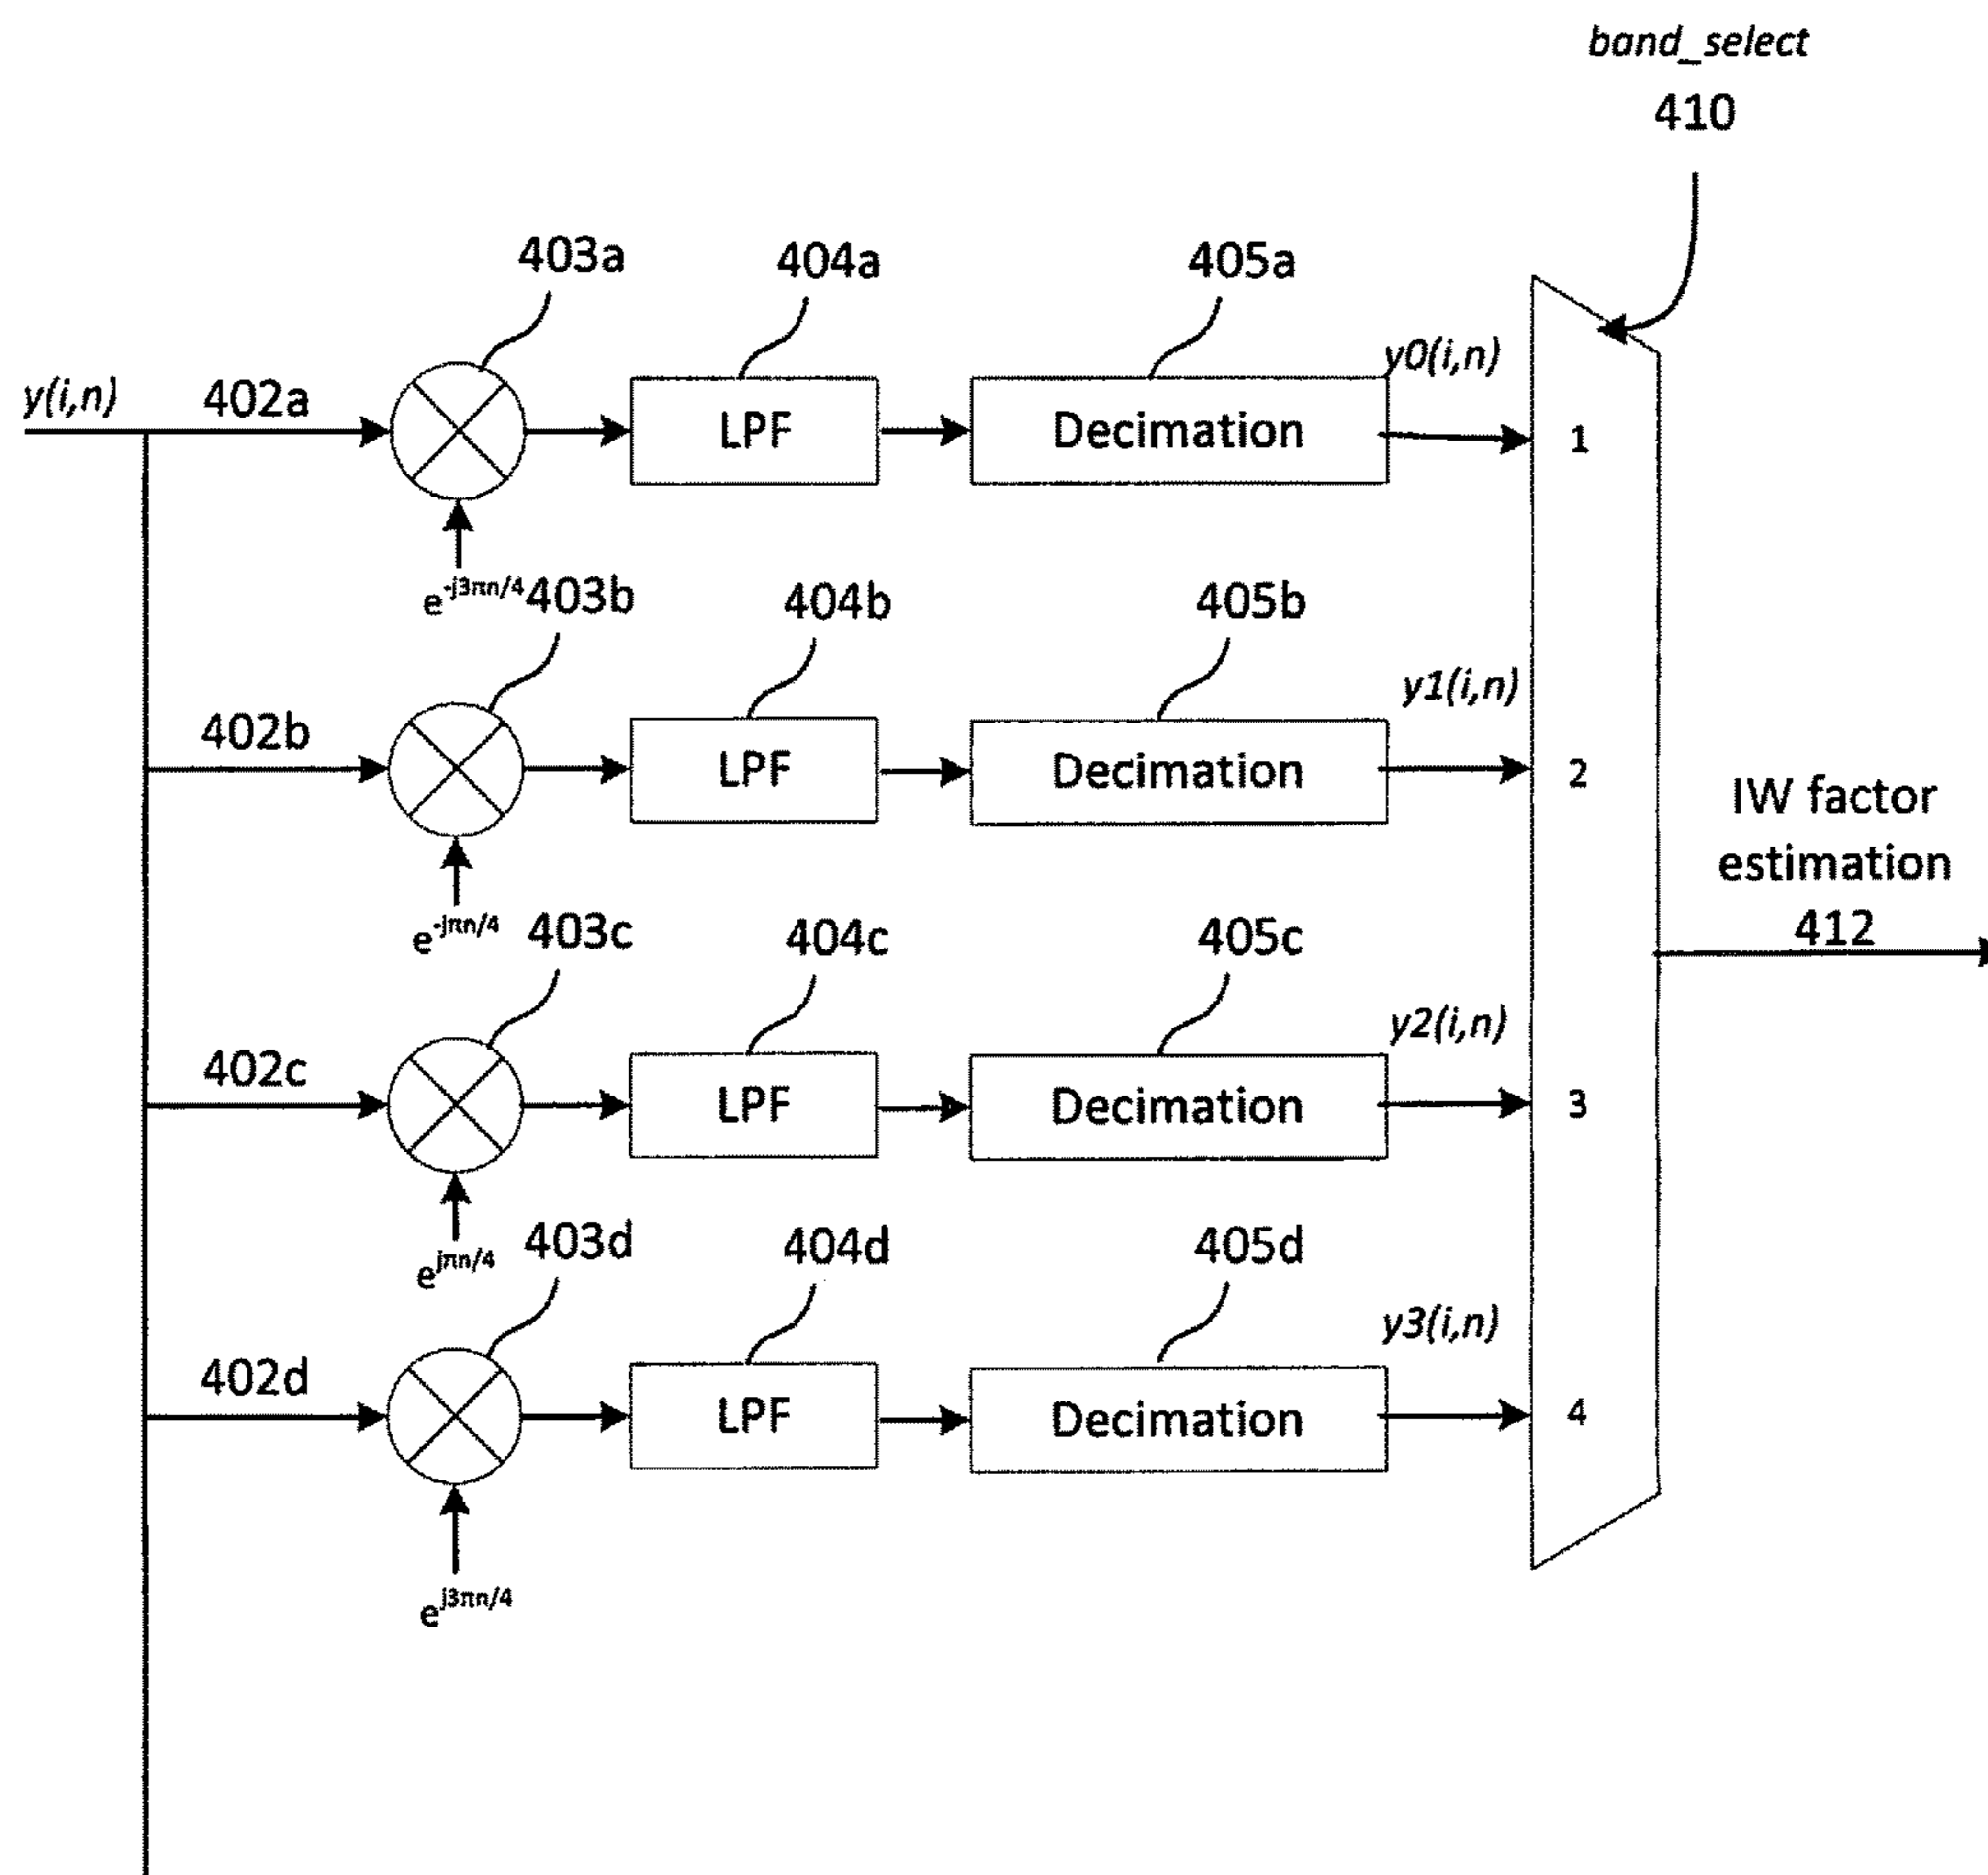 band_select
410
403a
404a
405a
y(i,n)
402a
LPF
Decimation
y0(i,n)
1
e^-j3πn/4
403b
404b
405b
402b
LPF
Decimation
y1(i,n)
2
IW factor
estimation
412
e^-jπn/4
403c
404c
405c
402c
LPF
Decimation
y2(i,n)
3
e^jπn/4
403d
404d
405d
402d
LPF
Decimation
y3(i,n)
4
e^j3πn/4